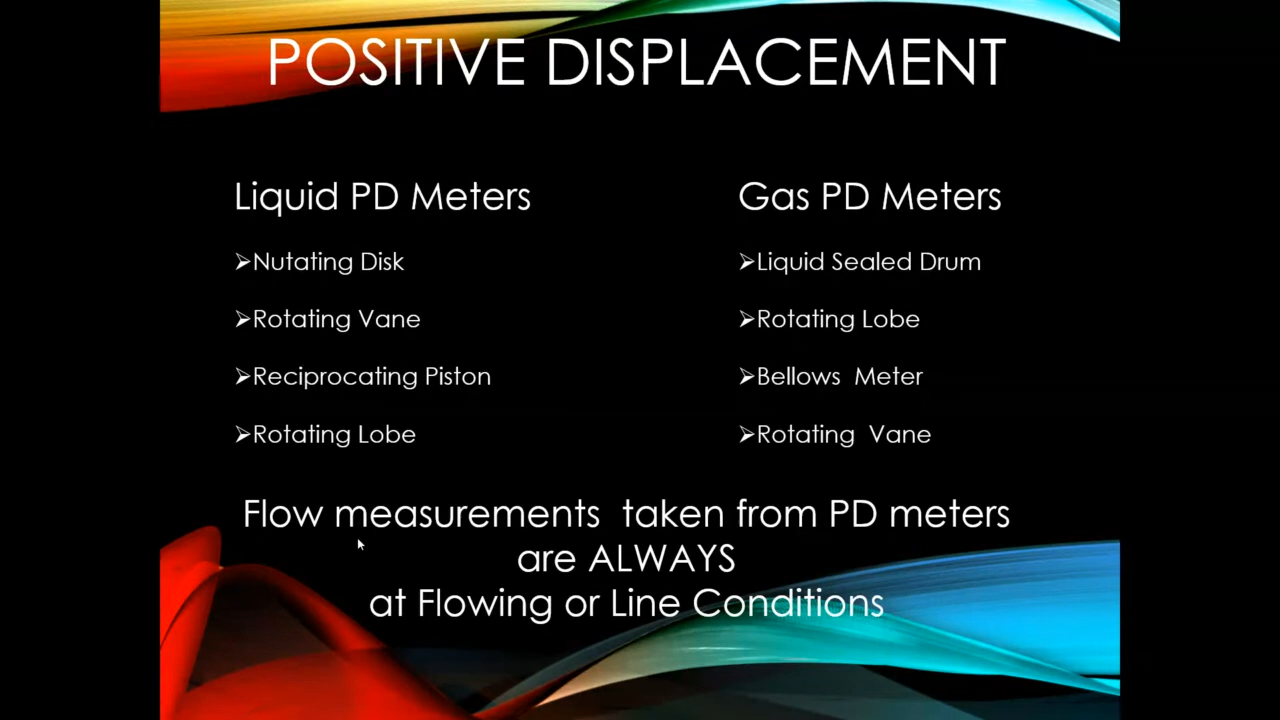 POSITIVE DISPLACEMENT
Liquid PD Meters
➢Nutating Disk
➢Rotating Vane
➢Reciprocating Piston
➢Rotating Lobe
Gas PD Meters
➢Liquid Sealed Drum
➢Rotating Lobe
➢Bellows  Meter
➢Rotating  Vane
Flow measurements  taken from PD meters
are ALWAYS
at Flowing or Line Conditions